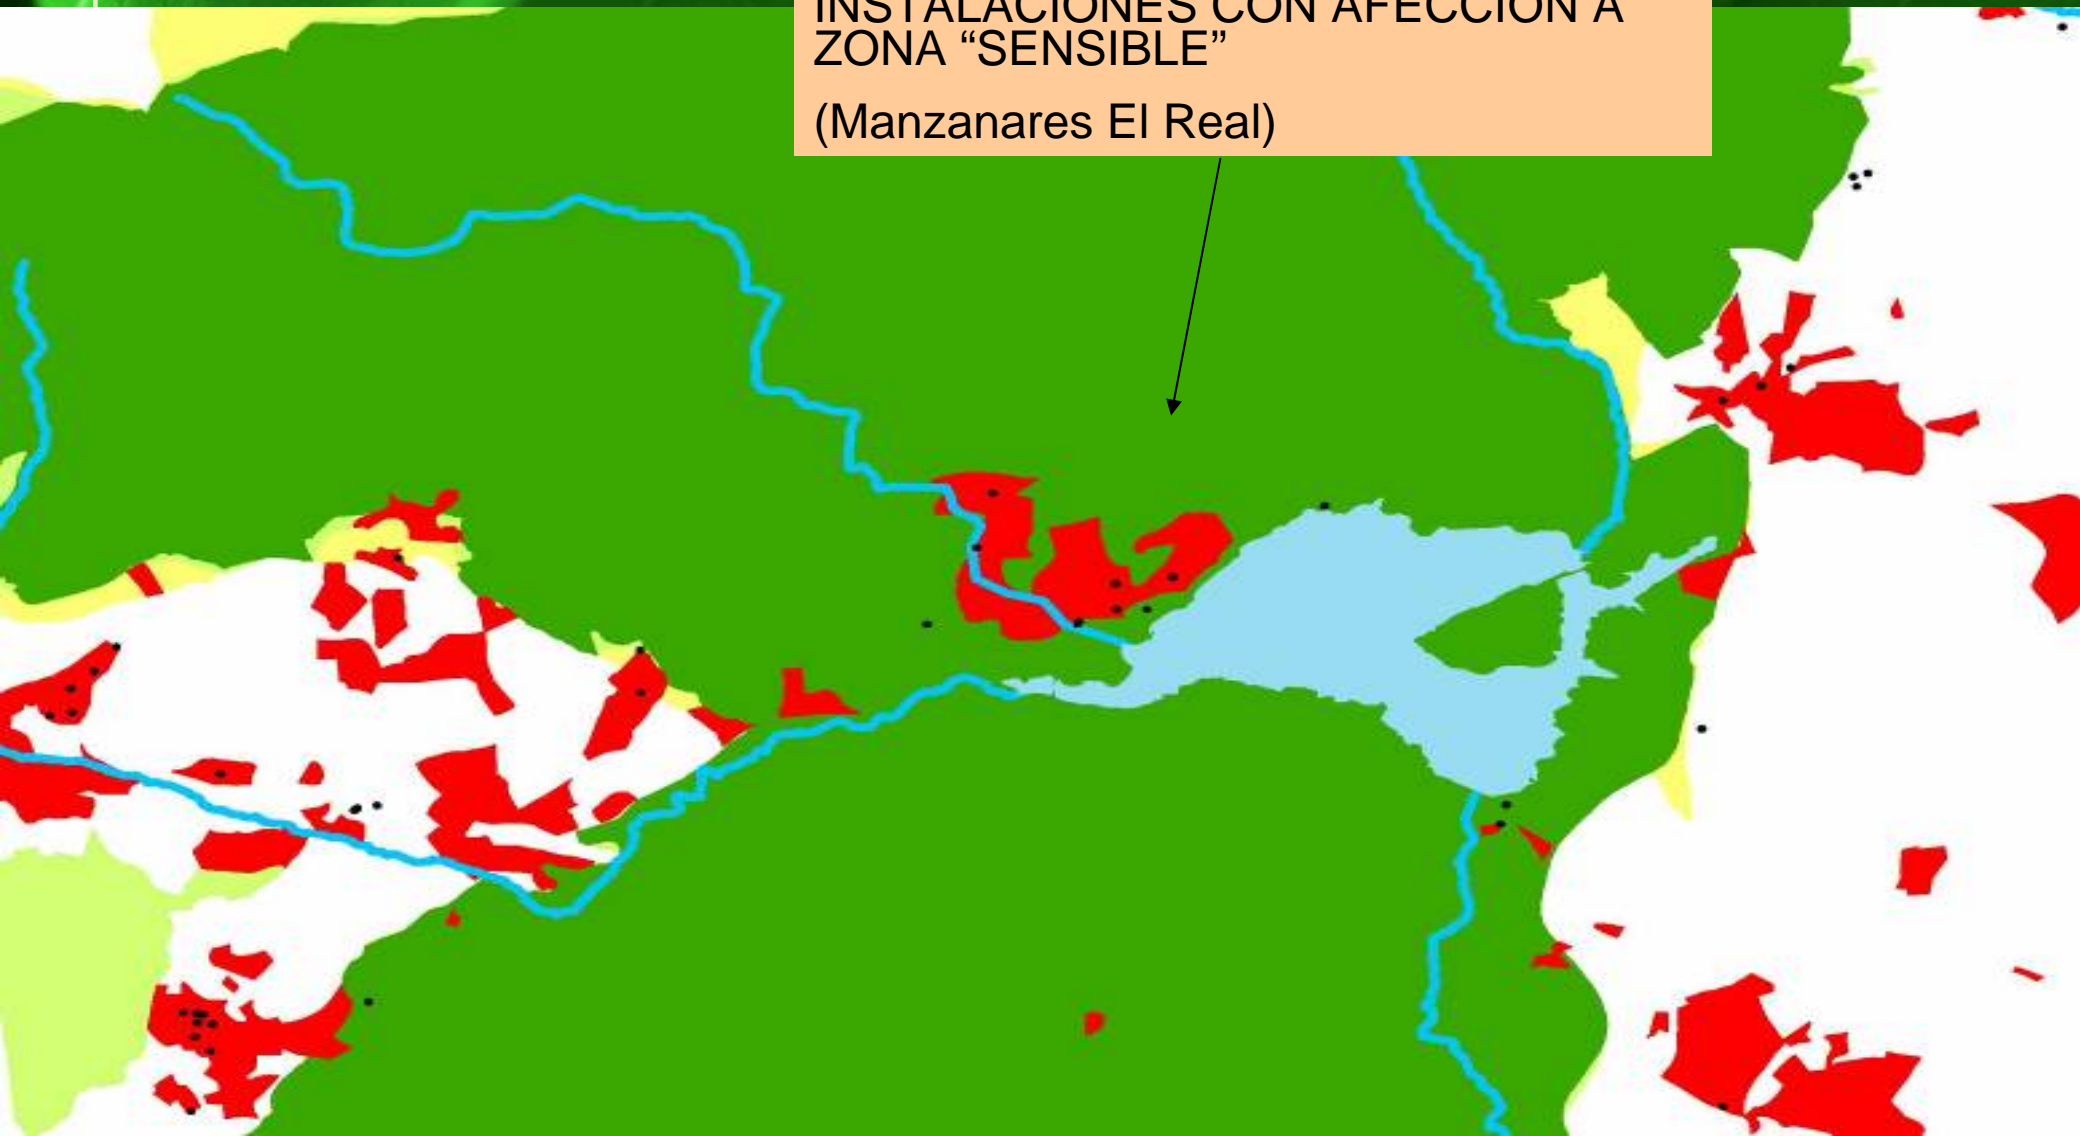 INSTALACIONES CON AFECCIÓN A
ZONA “SENSIBLE”
(Manzanares El Real)